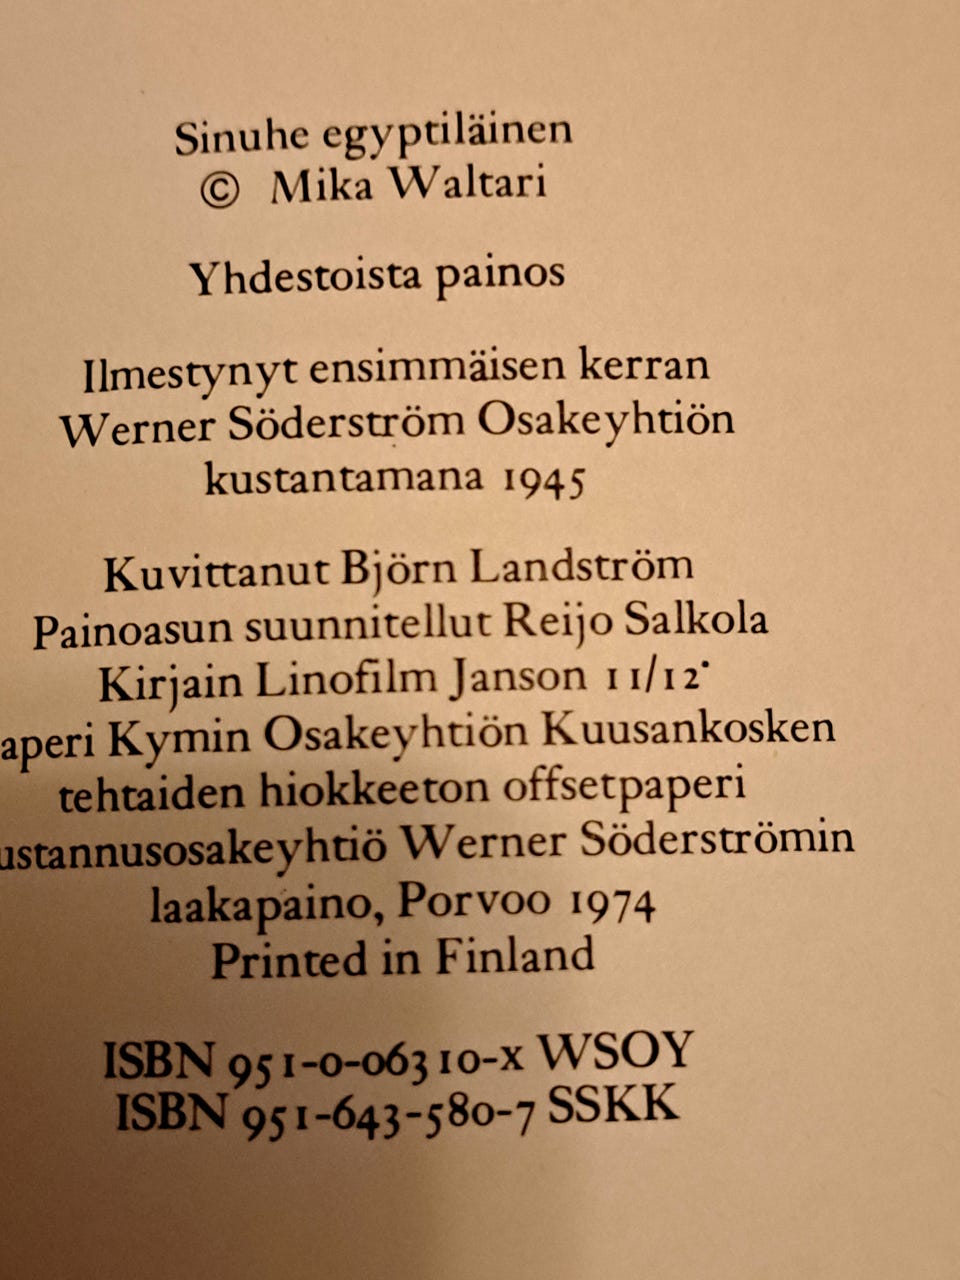 Sinuhe egyptiläinen
© Mika Waltari
Yhdestoista painos
Ilmestynyt ensimmäisen kerran
Werner Söderström Osakeyhtiön
kustantamana 1945
Kuvittanut Björn Landström
Painoasun suunnitellut Reijo Salkola
Kirjain Linofilm Janson 11/12•
aperi Kymin Osakeyhtiön Kuusankosken
tehtaiden hiokkeeton offsetpaperi
ustannusosakeyhtiö Werner Söderströmin
laakapaino, Porvoo 1974
Printed in Finland
ISBN 951-0-06310-x WSOY
ISBN 951-643-580-7 SSKK